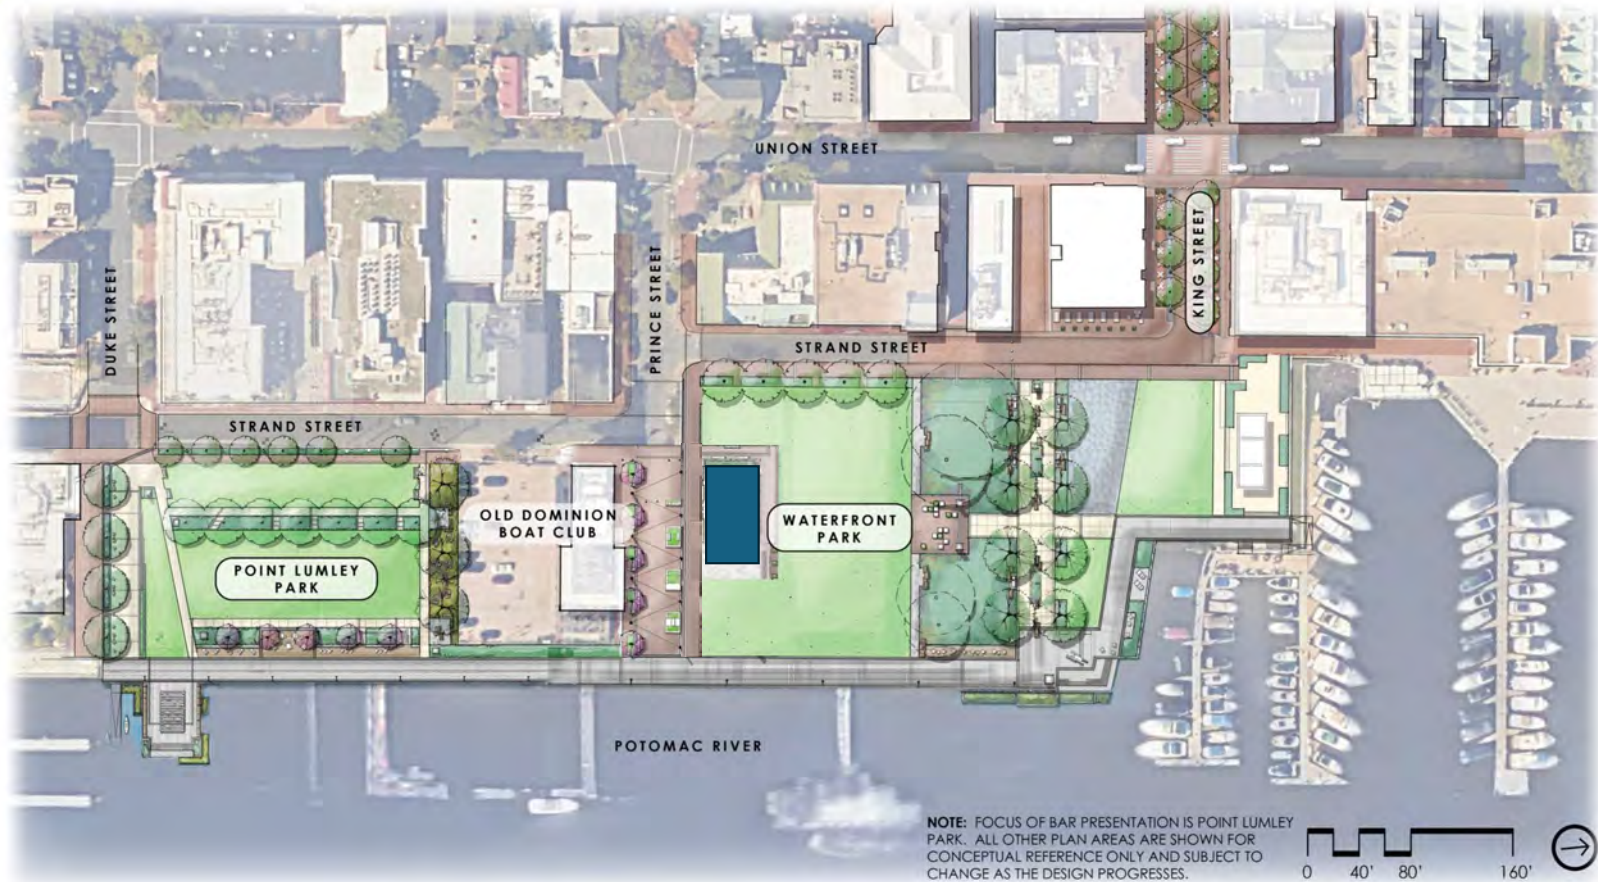 UNION STREET
KING STREET
DUKE STREET
PRINCE STREET
STRAND STREET
STRAND STREET
OLD DOMINION
BOAT CLUB
WATERFRONT
PARK
POINT LUMLEY
PARK
POTOMAC RIVER
NOTE: FOCUS OF BAR PRESENTATION IS POINT LUMLEY
PARK. ALL OTHER PLAN AREAS ARE SHOWN FOR
CONCEPTUAL REFERENCE ONLY AND SUBJECT TO
CHANGE AS THE DESIGN PROGRESSES.
0 40' 80' 160'